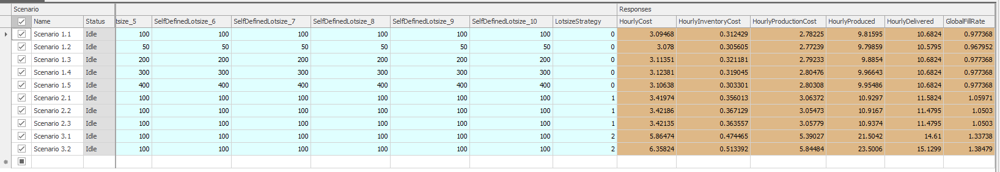 Scenario Responses
Name Status tsize_5 SelfDefinedLotsize_6 SelfDefinedLotsize_7 SelfDefinedLotsize_8 SelfDefinedLotsize_9 SelfDefinedLotsize_10 LotsizeStrategy HourlyCost HourlyInventoryCost HourlyProductionCost HourlyProduced HourlyDelivered GlobalFillRate
Scenario 1.1 Idle 100 100 100 100 100 100 0 3.09468 0.312429 2.78225 9.81595 10.6824 0.977368
Scenario 1.2 Idle 50 50 50 50 50 50 0 3.078 0.305605 2.77239 9.79859 10.5795 0.967952
Scenario 1.3 Idle 200 200 200 200 200 200 0 3.11351 0.321181 2.79233 9.8854 10.6824 0.977368
Scenario 1.4 Idle 300 300 300 300 300 300 0 3.12381 0.319045 2.80476 9.96643 10.6824 0.977368
Scenario 1.5 Idle 400 400 400 400 400 400 0 3.10638 0.303301 2.80308 9.95486 10.6824 0.977368
Scenario 2.1 Idle 100 100 100 100 100 100 1 3.41974 0.356013 3.06372 10.9297 11.5824 1.05971
Scenario 2.2 Idle 100 100 100 100 100 100 1 3.42186 0.367129 3.05473 10.9167 11.4795 1.0503
Scenario 2.3 Idle 100 100 100 100 100 100 1 3.42135 0.363557 3.05779 10.9374 11.4795 1.0503
Scenario 3.1 Idle 100 100 100 100 100 100 2 5.86474 0.474465 5.39027 21.5042 14.61 1.33738
Scenario 3.2 Idle 100 100 100 100 100 100 2 6.35824 0.513392 5.84484 23.5006 15.1299 1.38479